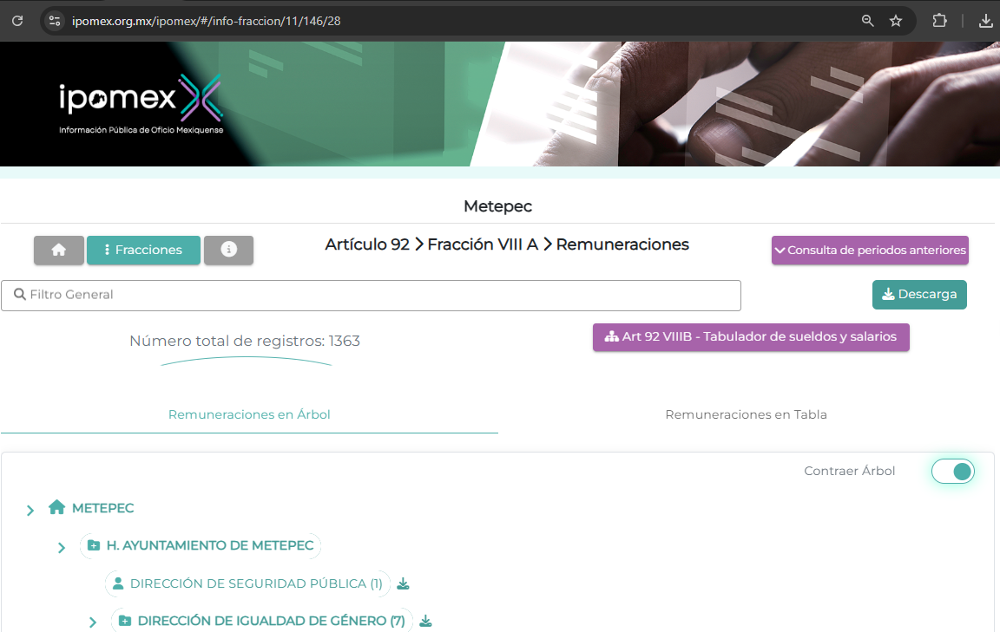 ipomex.org.mx/ipomex/#/info-fraccion/11/146/28
ipomex
Información Pública de Oficio Mexiquense
Metepec
Fracciones
Artículo 92 > Fracción VIII A > Remuneraciones
Consulta de periodos anteriores
Filtro General
Descarga
Número total de registros: 1363
Art 92 VIIIB - Tabulador de sueldos y salarios
Remuneraciones en Árbol
Remuneraciones en Tabla
Contraer Árbol
METEPEC
H. AYUNTAMIENTO DE METEPEC
DIRECCIÓN DE SEGURIDAD PÚBLICA (1)
DIRECCIÓN DE IGUALDAD DE GÉNERO (7)